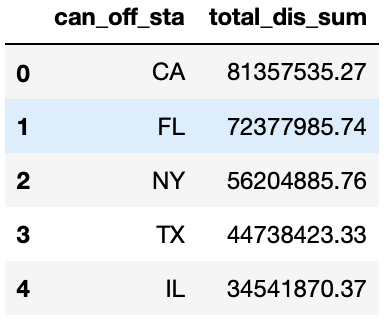 can_off_sta total_dis_sum
0 CA 81357535.27
1 FL 72377985.74
2 NY 56204885.76
3 TX 44738423.33
4 IL 34541870.37